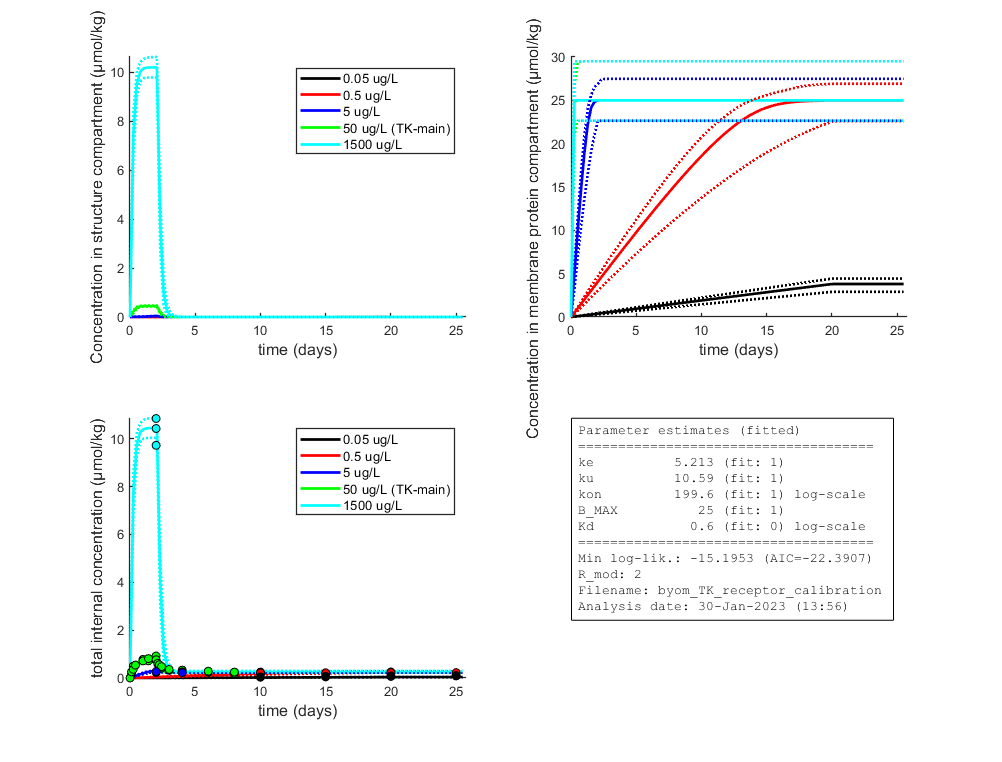 Concentration in structure compartment (µmol/kg)
10
8
6
4
2
0
0 5 10 15 20 25
time (days)
0.05 ug/L
0.5 ug/L
5 ug/L
50 ug/L (TK-main)
1500 ug/L
Concentration in membrane protein compartment (µmol/kg)
30
25
20
15
10
5
0
0 5 10 15 20 25
time (days)
total internal concentration (µmol/kg)
10
8
6
4
2
0
0 5 10 15 20 25
time (days)
0.05 ug/L
0.5 ug/L
5 ug/L
50 ug/L (TK-main)
1500 ug/L
Parameter estimates (fitted)
=====================================
ke 5.213 (fit: 1)
ku 10.59 (fit: 1)
kon 199.6 (fit: 1) log-scale
B_MAX 25 (fit: 1)
Kd 0.6 (fit: 0) log-scale
=====================================
Min log-lik.: -15.1953 (AIC=-22.3907)
R_mod: 2
Filename: byom_TK_receptor_calibration
Analysis date: 30-Jan-2023 (13:56)